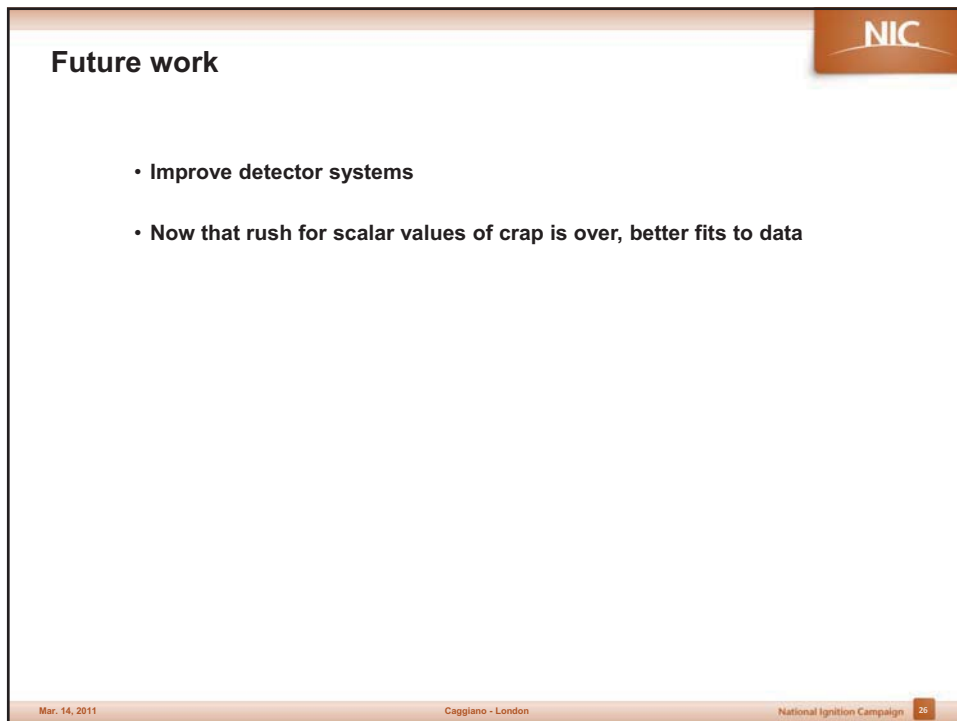 NIC
Future work
• Improve detector systems
• Now that rush for scalar values of crap is over, better fits to data
Mar. 14, 2011
Caggiano - London
National Ignition Campaign
26